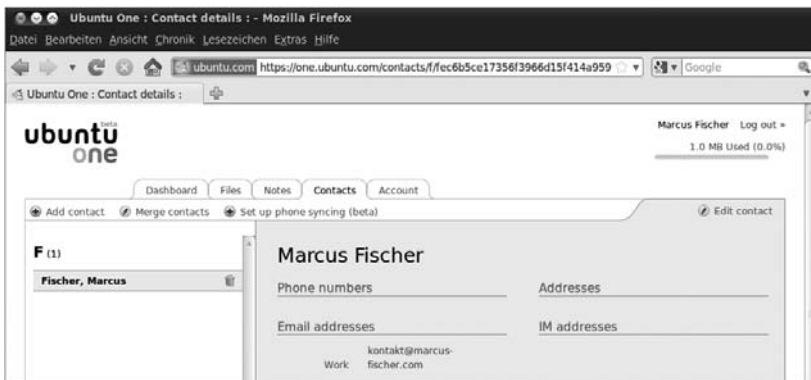 Ubuntu One : Contact details : - Mozilla Firefox
Datei Bearbeiten Ansicht Chronik Lesezeichen Extras Hilfe
ubuntu.com https://one.ubuntu.com/contacts/f/fec6b5ce17356f3966d15f414a959 Google
Ubuntu One : Contact details :
ubuntu one beta
Marcus Fischer Log out »
1.0 MB Used (0.0%)
Dashboard Files Notes Contacts Account
Add contact Merge contacts Set up phone syncing (beta) Edit contact
F (1)
Fischer, Marcus
Marcus Fischer
Phone numbers Addresses
Email addresses IM addresses
Work kontakt@marcus-
fischer.com